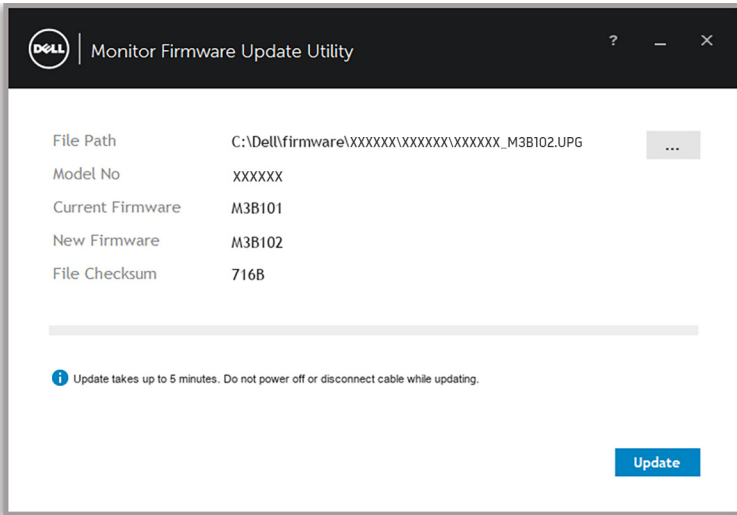 DELL Monitor Firmware Update Utility ? _ ×
File Path C:\Dell\firmware\XXXXXX\XXXXXX\XXXXXX_M3B102.UPG ...
Model No XXXXXX
Current Firmware M3B101
New Firmware M3B102
File Checksum 716B
i Update takes up to 5 minutes. Do not power off or disconnect cable while updating.
Update